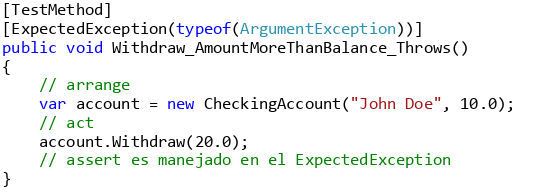 [TestMethod]
[ExpectedException(typeof(ArgumentException))]
public void Withdraw_AmountMoreThanBalance_Throws()
{
    // arrange
    var account = new CheckingAccount("John Doe", 10.0);
    // act
    account.Withdraw(20.0);
    // assert es manejado en el ExpectedException
}